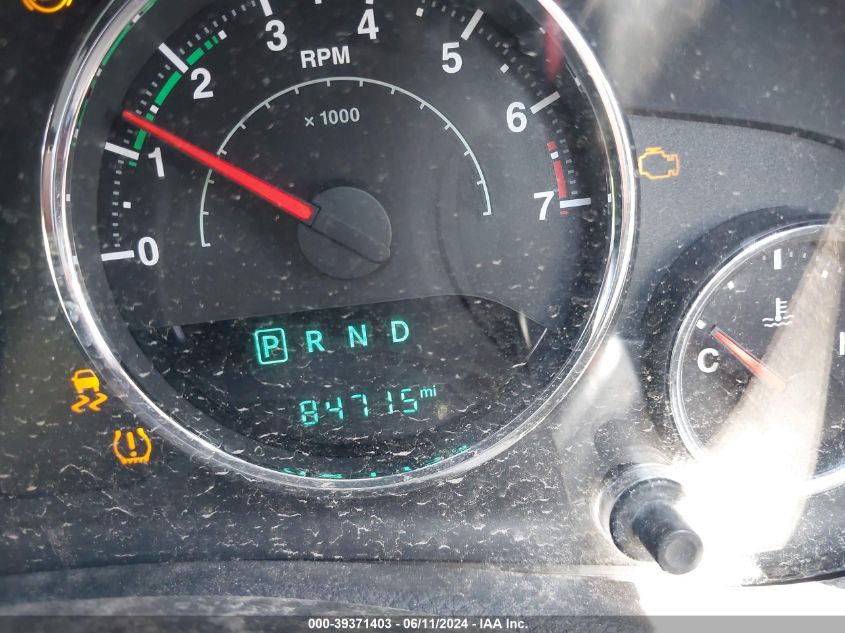 0 1 2 3 4 5 6 7
RPM
x 1000
P R N D
84715 mi
C
000-39371403 - 06/11/2024 - IAA Inc.